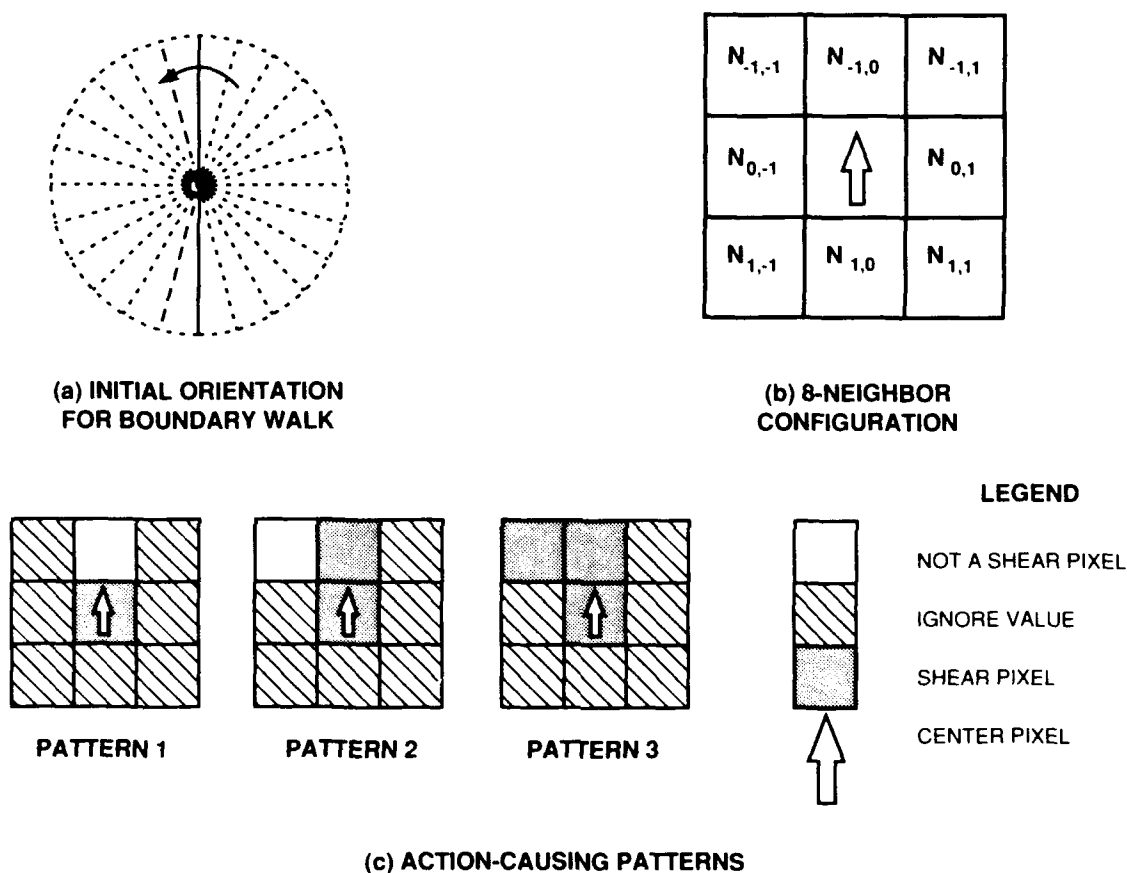 N-1,-1 N-1,0 N-1,1
N0,-1 N0,1
N1,-1 N1,0 N1,1
(a) INITIAL ORIENTATION
FOR BOUNDARY WALK
(b) 8-NEIGHBOR
CONFIGURATION
LEGEND
NOT A SHEAR PIXEL
IGNORE VALUE
SHEAR PIXEL
CENTER PIXEL
PATTERN 1
PATTERN 2
PATTERN 3
(c) ACTION-CAUSING PATTERNS